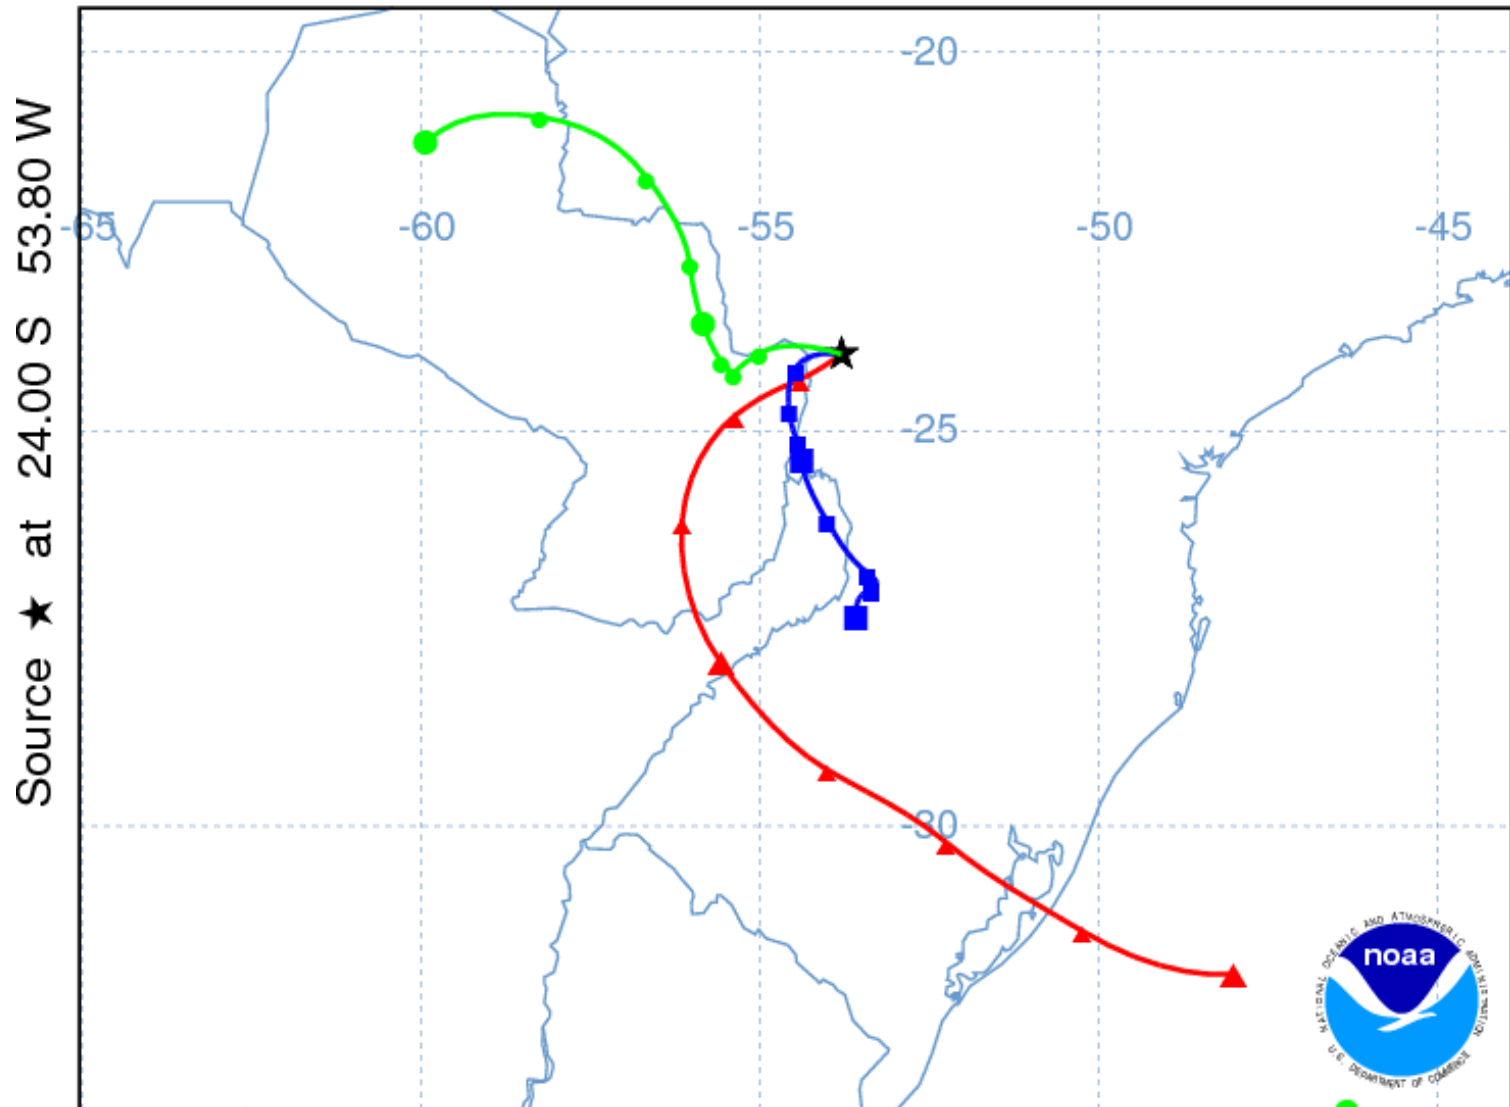 Source ★ at 24.00 S 53.80 W
-20
-65
-60
-55
-50
-45
-25
-30
NATIONAL OCEANIC AND ATMOSPHERIC ADMINISTRATION
noaa
U.S. DEPARTMENT OF COMMERCE